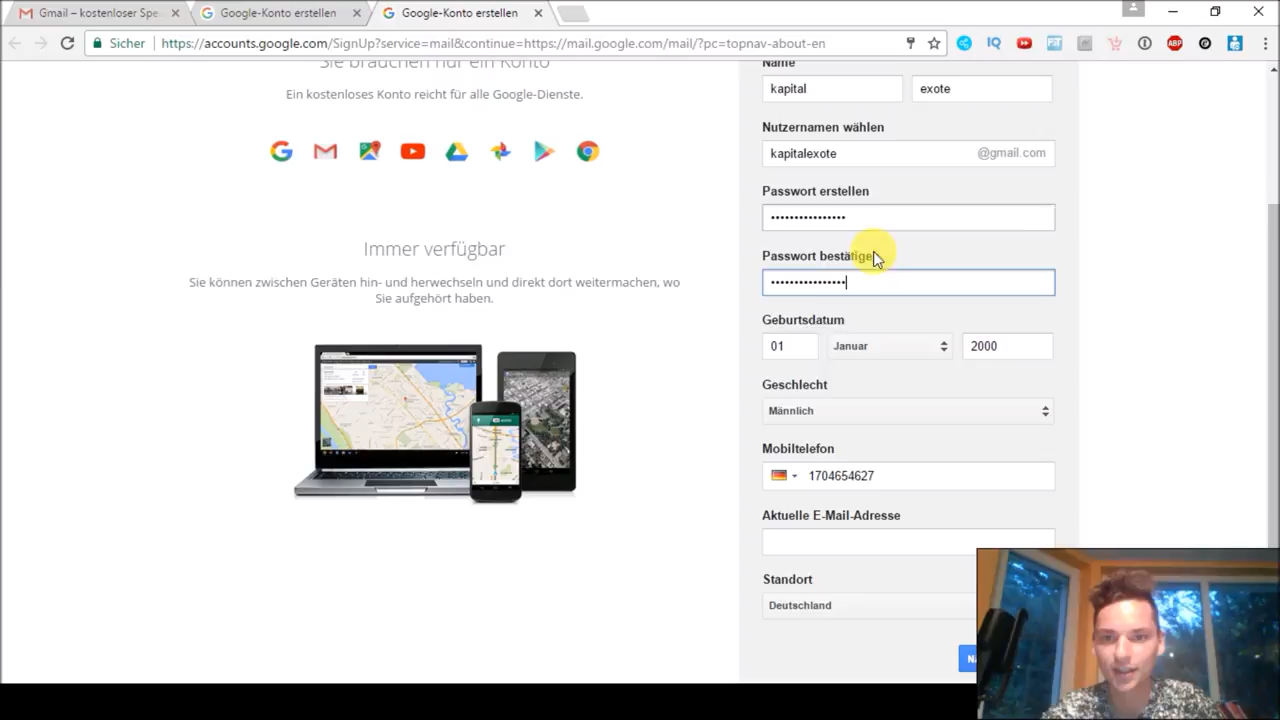 Gmail – kostenloser Spe
Google-Konto erstellen
Google-Konto erstellen
Sicher
https://accounts.google.com/SignUp?service=mail&continue=https://mail.google.com/mail/?pc=topnav-about-en
IQ
ABP
Sie brauchen nur ein Konto
Ein kostenloses Konto reicht für alle Google-Dienste.
Immer verfügbar
Sie können zwischen Geräten hin- und herwechseln und direkt dort weitermachen, wo
Sie aufgehört haben.
Name
kapital exote
Nutzernamen wählen
kapitalexote @gmail.com
Passwort erstellen
••••••••••••••••
Passwort bestätige
••••••••••••••••
Geburtsdatum
01 Januar 2000
Geschlecht
Männlich
Mobiltelefon
1704654627
Aktuelle E-Mail-Adresse
Standort
Deutschland